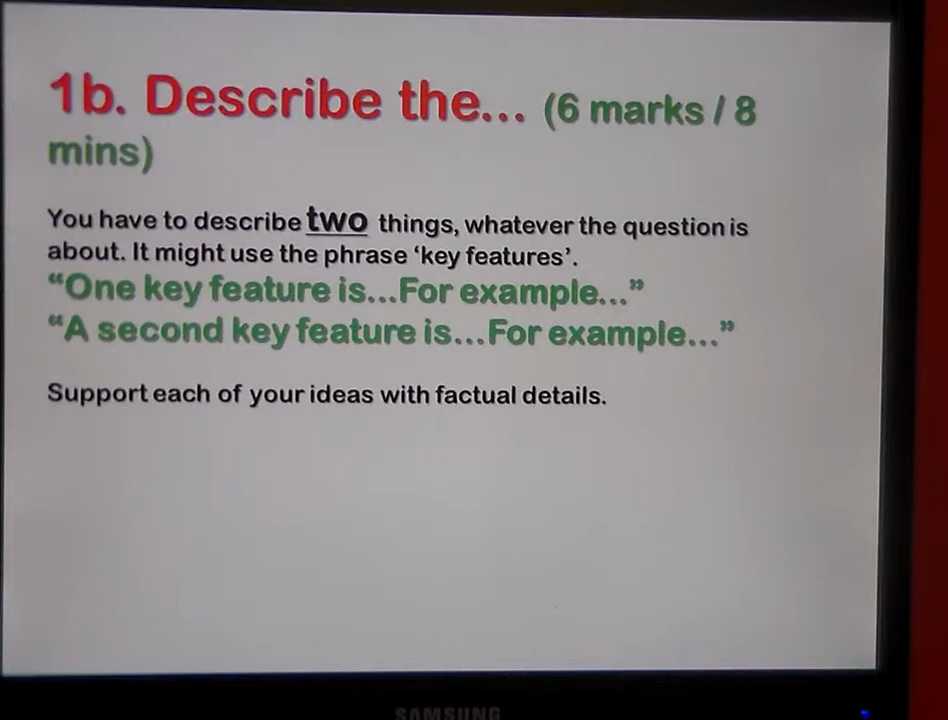 1b. Describe the... (6 marks / 8
mins)
You have to describe two things, whatever the question is
about. It might use the phrase ‘key features’.
“One key feature is...For example...”
“A second key feature is...For example...”
Support each of your ideas with factual details.
SAMSUNG